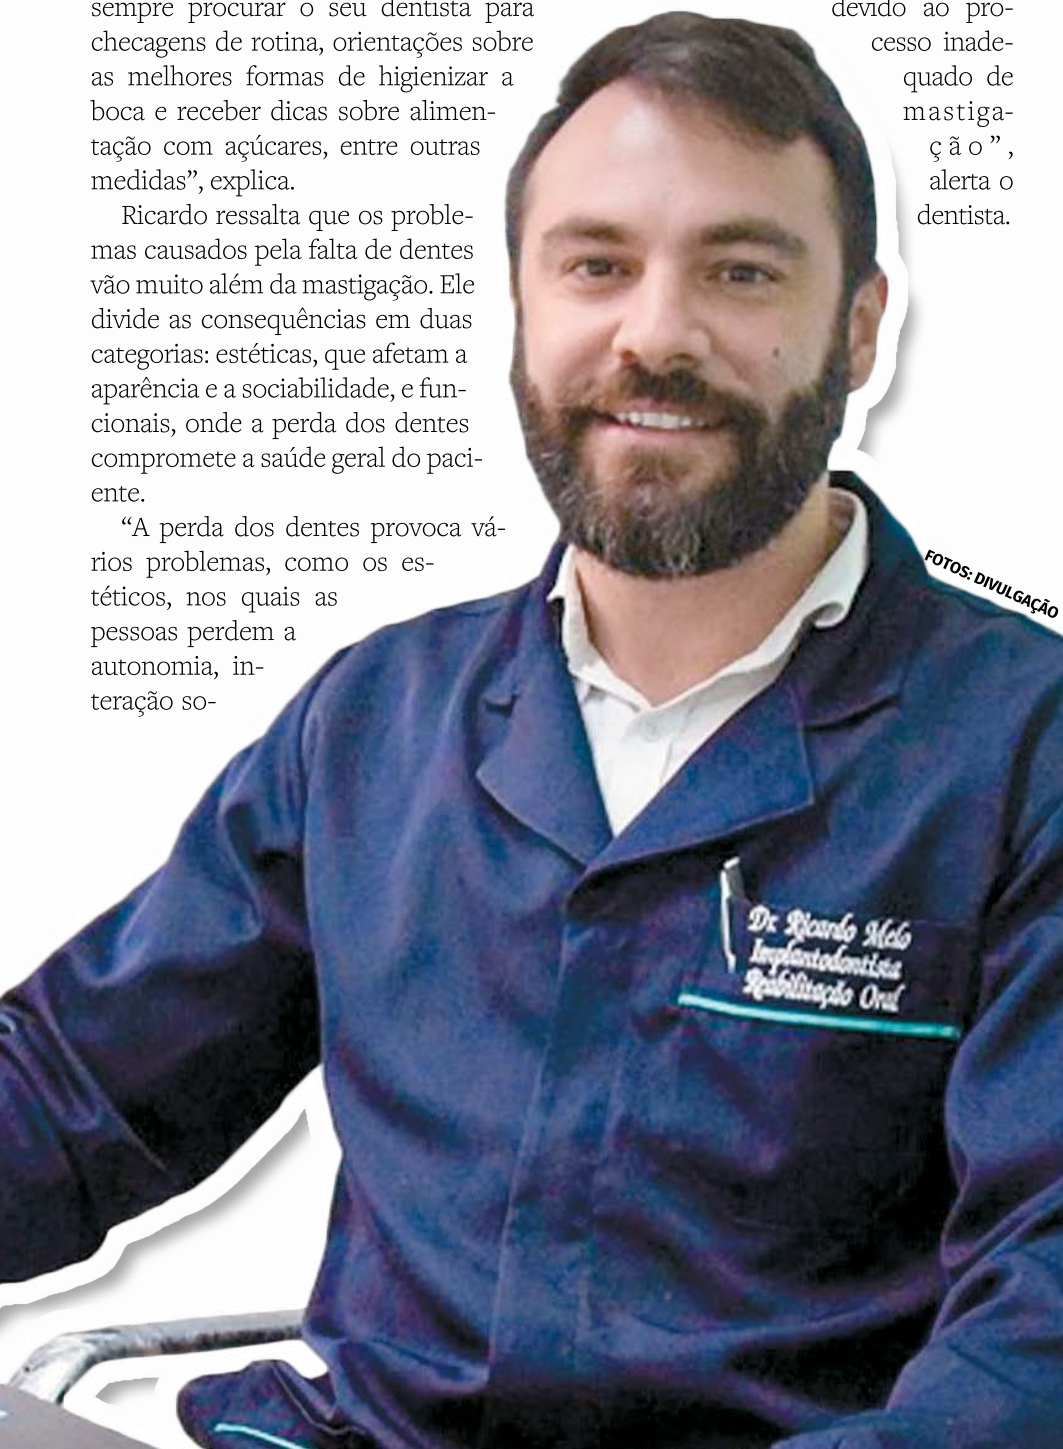 sempre procurar o seu dentista para
checagens de rotina, orientações sobre
as melhores formas de higienizar a
boca e receber dicas sobre alimen-
tação com açúcares, entre outras
medidas”, explica.
Ricardo ressalta que os proble-
mas causados pela falta de dentes
vão muito além da mastigação. Ele
divide as consequências em duas
categorias: estéticas, que afetam a
aparência e a sociabilidade, e fun-
cionais, onde a perda dos dentes
compromete a saúde geral do paci-
ente.
“A perda dos dentes provoca vá-
rios problemas, como os es-
téticos, nos quais as
pessoas perdem a
autonomia, in-
teração so-
devido ao pro-
cesso inade-
quado de
mastiga-
ção”,
alerta o
dentista.
FOTOS: DIVULGAÇÃO
Dr. Ricardo Melo
Implantodontista
Reabilitação Oral